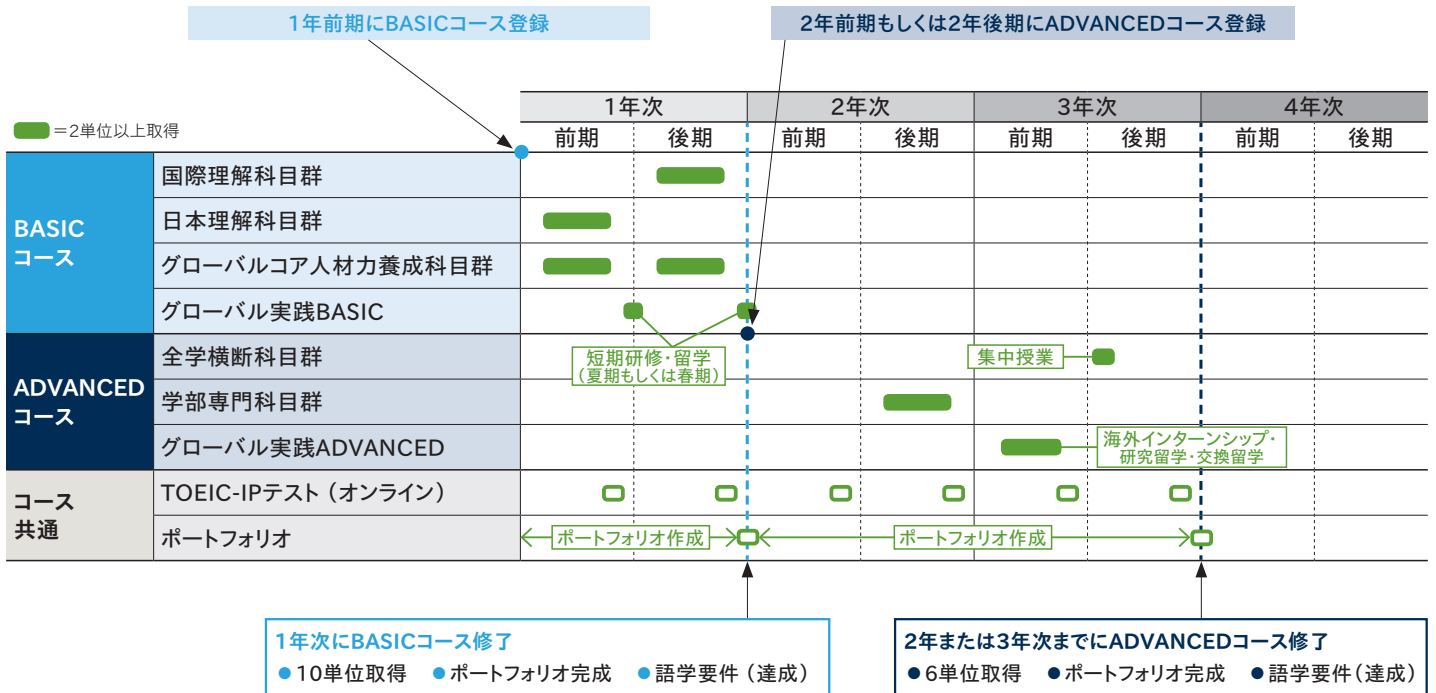 1年前期にBASICコース登録
2年前期もしくは2年後期にADVANCEDコース登録
1年次 2年次 3年次 4年次
=2単位以上取得
前期 後期 前期 後期 前期 後期 前期 後期
BASIC
コース
国際理解科目群
日本理解科目群
グローバルコア人材力養成科目群
グローバル実践BASIC
短期研修・留学
(夏期もしくは春期)
ADVANCED
コース
全学横断科目群
集中授業
学部専門科目群
グローバル実践ADVANCED
海外インターンシップ・
研究留学・交換留学
コース
共通
TOEIC-IPテスト(オンライン)
ポートフォリオ
ポートフォリオ作成
ポートフォリオ作成
1年次にBASICコース修了
●10単位取得 ●ポートフォリオ完成 ●語学要件(達成)
2年または3年次までにADVANCEDコース修了
●6単位取得 ●ポートフォリオ完成 ●語学要件(達成)